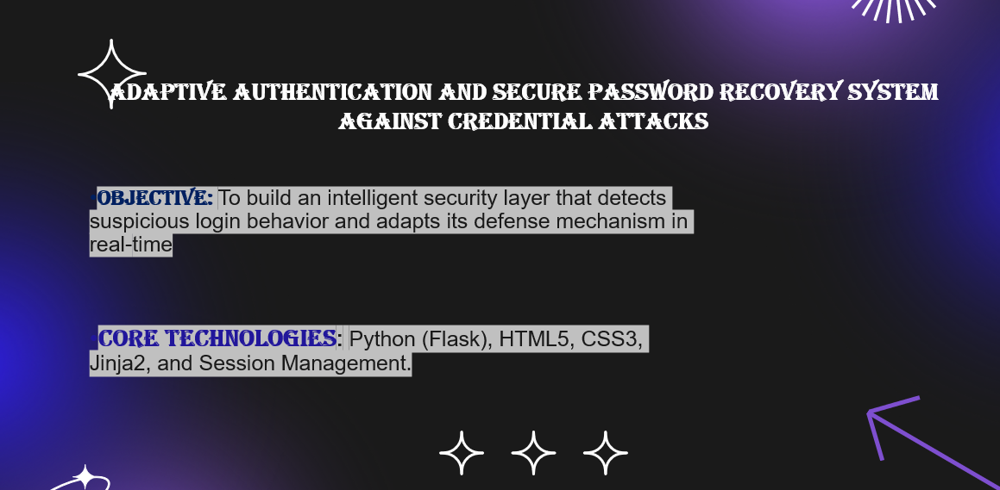 ADAPTIVE AUTHENTICATION AND SECURE PASSWORD RECOVERY SYSTEM
AGAINST CREDENTIAL ATTACKS
OBJECTIVE: To build an intelligent security layer that detects
suspicious login behavior and adapts its defense mechanism in
real-time
CORE TECHNOLOGIES: Python (Flask), HTML5, CSS3,
Jinja2, and Session Management.